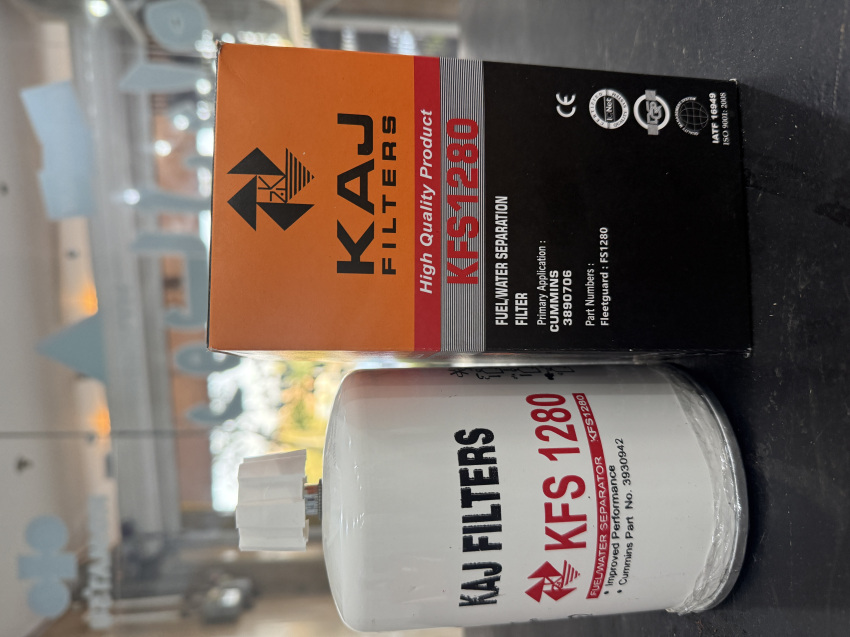 KAJ
FILTERS
High Quality Product
KFS1280
FUEL/WATER SEPARATION
FILTER
Primary Application :
CUMMINS
3890706
Part Numbers :
Fleetguard : FS1280
CE
IATF 16949
ISO 9001: 2008
KAJ FILTERS
KFS 1280
FUEL/WATER SEPARATOR KFS1280
• Improved Performance
• Cummins Part No. 3930942